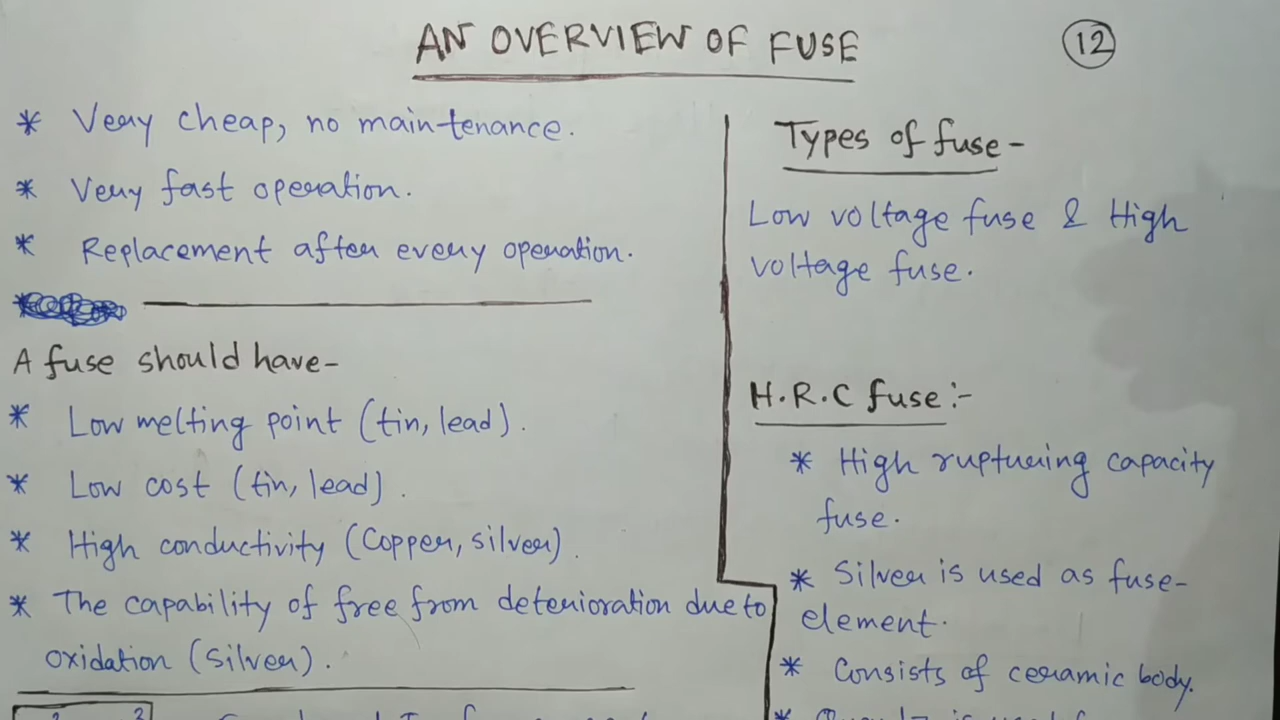 AN OVERVIEW OF FUSE
12
* Very cheap, no maintenance.
* Very fast operation.
* Replacement after every operation.
A fuse should have-
* Low melting point (tin, lead).
* Low cost (tin, lead).
* High conductivity (Copper, silver).
* The capability of free from deterioration due to
oxidation (silver).
Types of fuse-
Low voltage fuse & High
voltage fuse.
H.R.C fuse:-
* High rupturing capacity
fuse.
* Silver is used as fuse-
element.
* Consists of ceramic body.